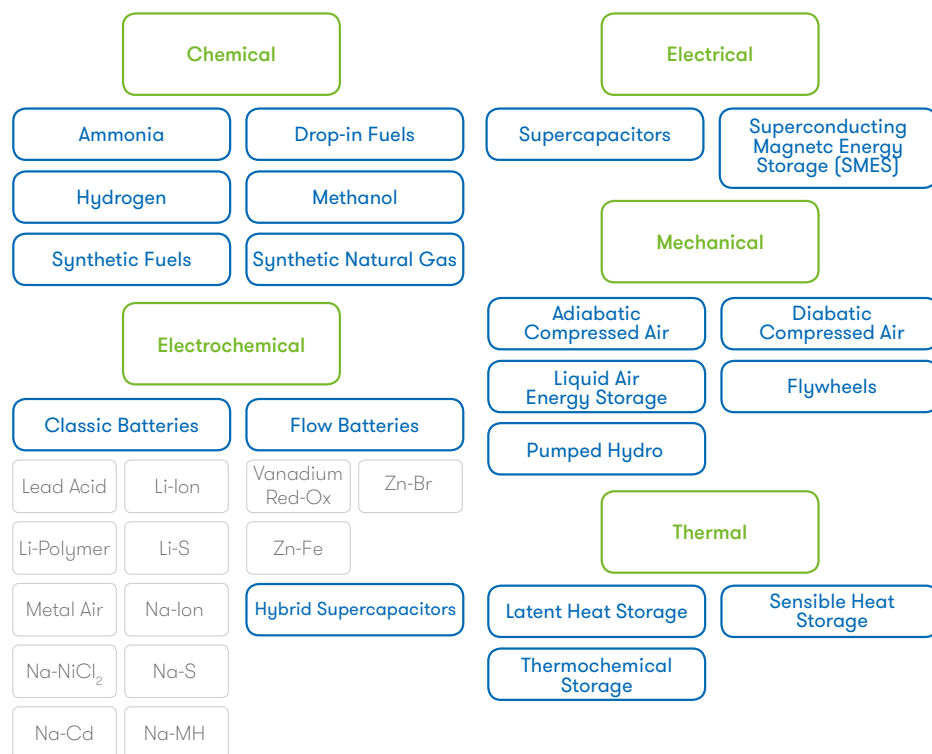 Chemical
Ammonia
Drop-in Fuels
Hydrogen
Methanol
Synthetic Fuels
Synthetic Natural Gas
Electrochemical
Classic Batteries
Flow Batteries
Lead Acid
Li-Ion
Vanadium
Red-Ox
Zn-Br
Li-Polymer
Li-S
Zn-Fe
Metal Air
Na-Ion
Hybrid Supercapacitors
Na-NiCl₂
Na-S
Na-Cd
Na-MH
Electrical
Supercapacitors
Superconducting
Magnetc Energy
Storage (SMES)
Mechanical
Adiabatic
Compressed Air
Diabatic
Compressed Air
Liquid Air
Energy Storage
Flywheels
Pumped Hydro
Thermal
Latent Heat Storage
Sensible Heat
Storage
Thermochemical
Storage